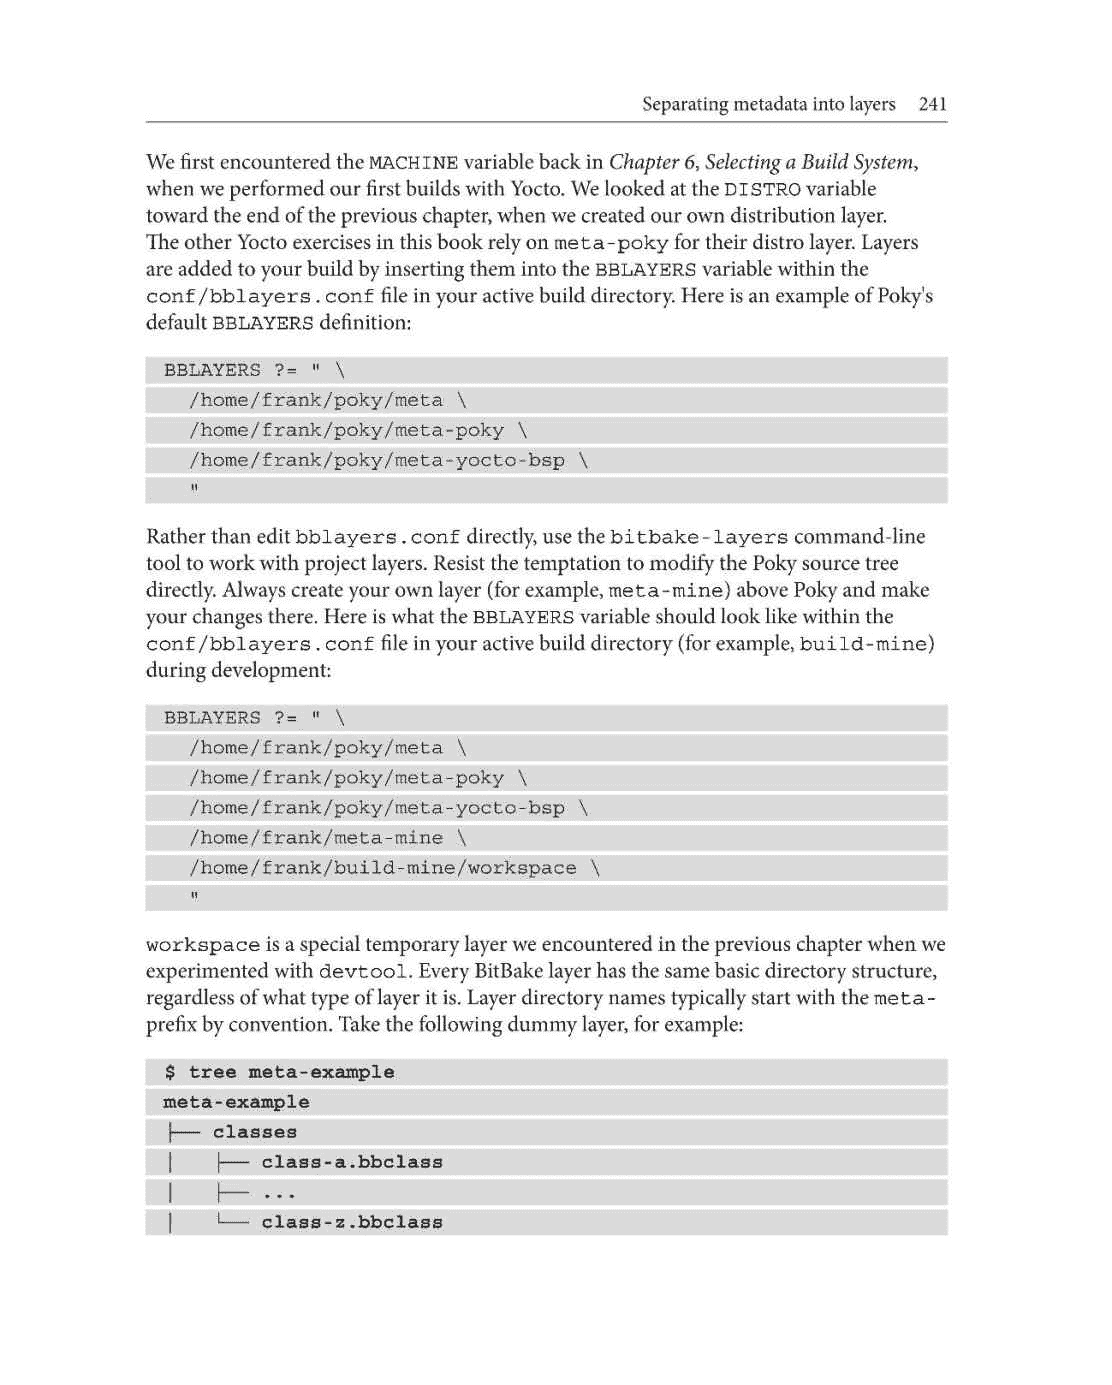 Separating metadata into layers 241
We first encountered the MACHINE variable back in Chapter 6, Selecting a Build System,
when we performed our first builds with Yocto. We looked at the DISTRO variable
toward the end of the previous chapter, when we created our own distribution layer.
The other Yocto exercises in this book rely on meta-poky for their distro layer. Layers
are added to your build by inserting them into the BBLAYERS variable within the
conf/bblayers.conf file in your active build directory. Here is an example of Poky's
default BBLAYERS definition:
BBLAYERS ?= " \
/home/frank/poky/meta \
/home/frank/poky/meta-poky \
/home/frank/poky/meta-yocto-bsp \
"
Rather than edit bblayers.conf directly, use the bitbake-layers command-line
tool to work with project layers. Resist the temptation to modify the Poky source tree
directly. Always create your own layer (for example, meta-mine) above Poky and make
your changes there. Here is what the BBLAYERS variable should look like within the
conf/bblayers.conf file in your active build directory (for example, build-mine)
during development:
BBLAYERS ?= " \
/home/frank/poky/meta \
/home/frank/poky/meta-poky \
/home/frank/poky/meta-yocto-bsp \
/home/frank/meta-mine \
/home/frank/build-mine/workspace \
"
workspace is a special temporary layer we encountered in the previous chapter when we
experimented with devtool. Every BitBake layer has the same basic directory structure,
regardless of what type of layer it is. Layer directory names typically start with the meta-
prefix by convention. Take the following dummy layer, for example:
$ tree meta-example
meta-example
├── classes
│   ├── class-a.bbclass
│   ├── ...
│   └── class-z.bbclass